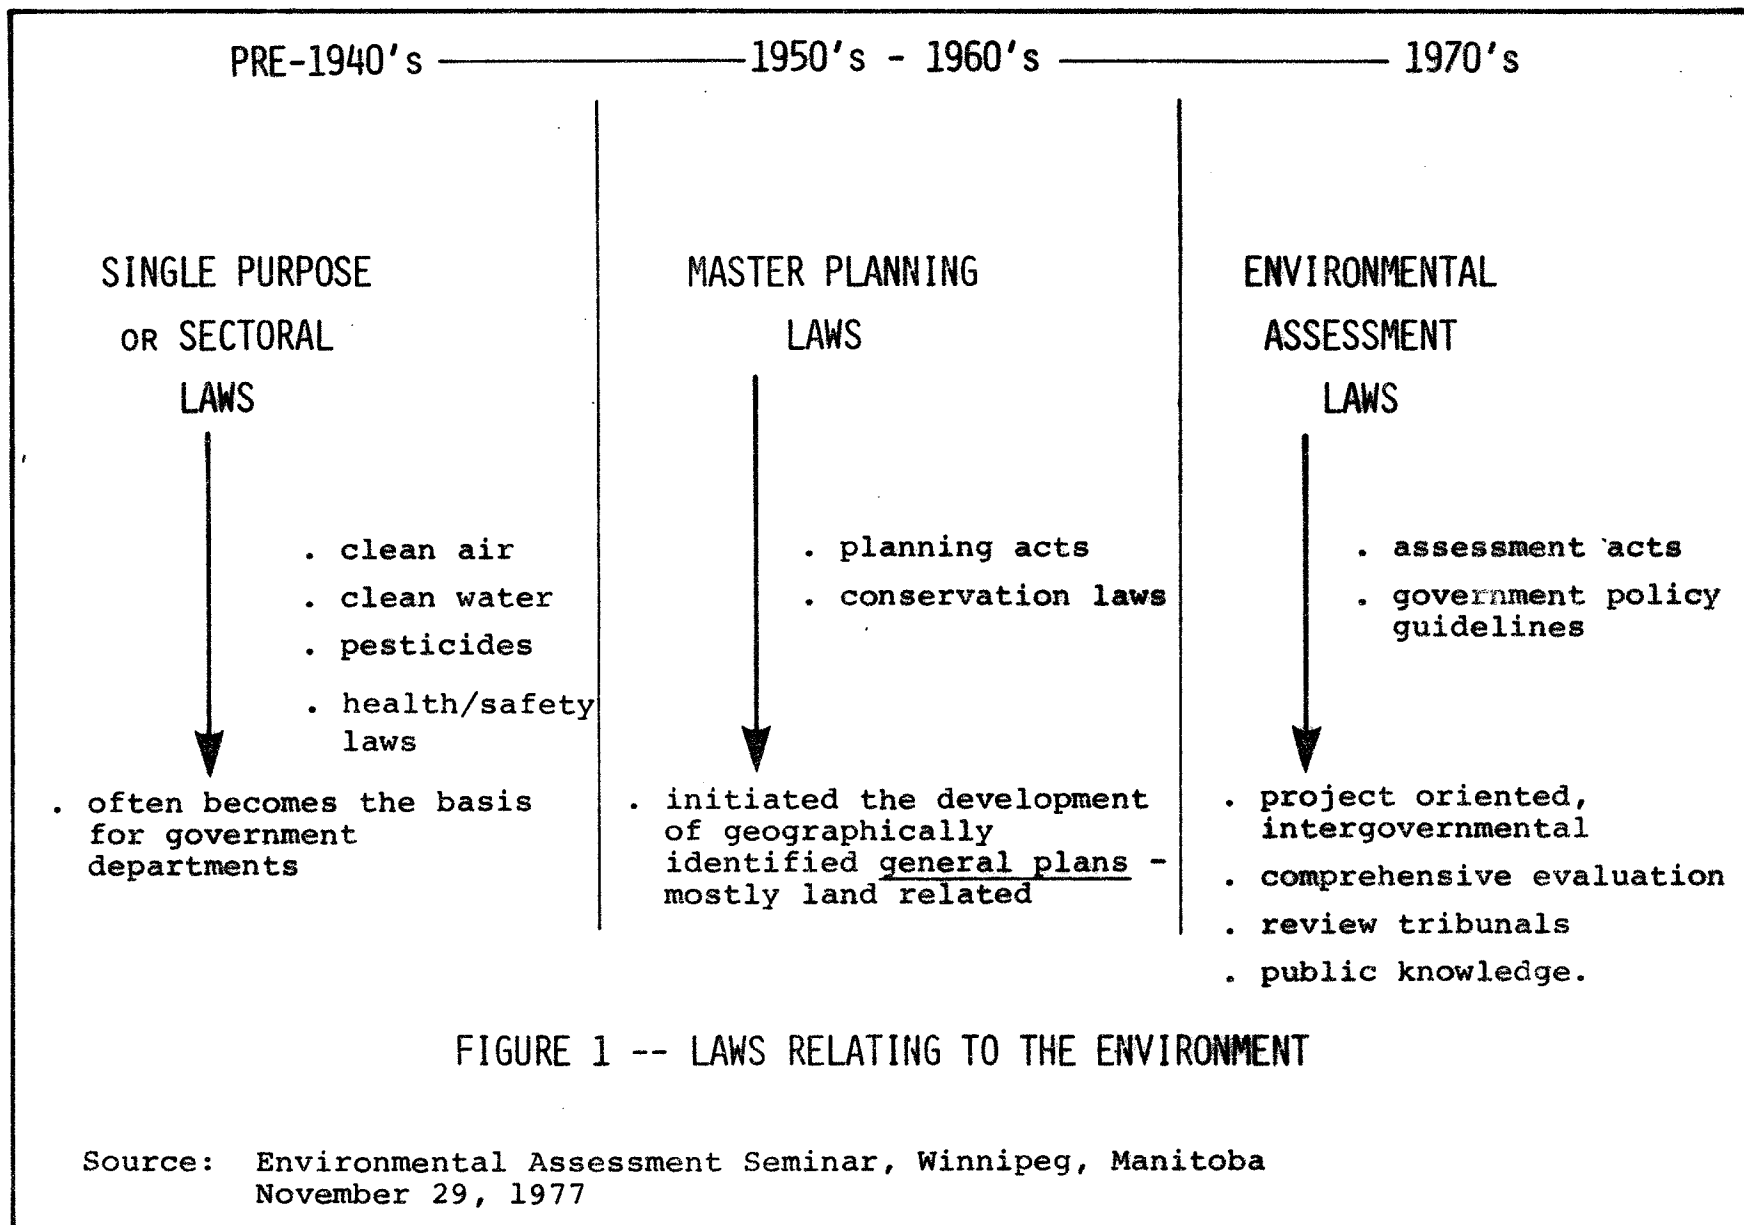 PRE-1940's 1950's - 1960's 1970's
SINGLE PURPOSE
OR SECTORAL
LAWS
. clean air
. clean water
. pesticides
. health/safety
laws
. often becomes the basis
for government
departments
MASTER PLANNING
LAWS
. planning acts
. conservation laws
. initiated the development
of geographically
identified general plans -
mostly land related
ENVIRONMENTAL
ASSESSMENT
LAWS
. assessment acts
. government policy
guidelines
. project oriented,
intergovernmental
. comprehensive evaluation
. review tribunals
. public knowledge.
FIGURE 1 -- LAWS RELATING TO THE ENVIRONMENT
Source: Environmental Assessment Seminar, Winnipeg, Manitoba
November 29, 1977